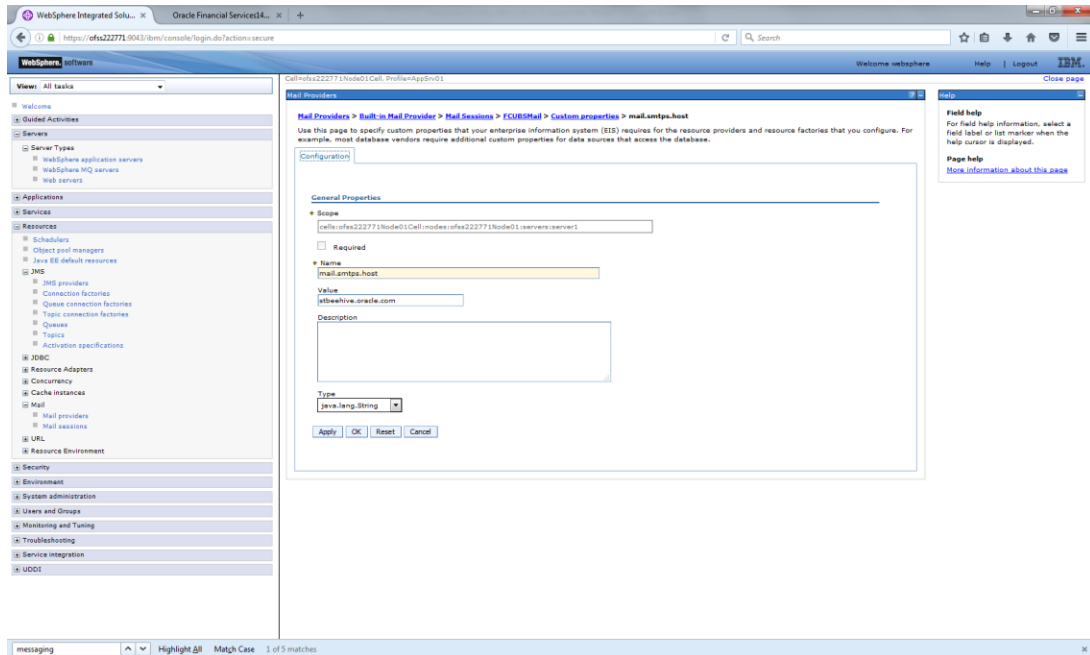 WebSphere Integrated Solu... ×
Oracle Financial Services14... ×
+
https://ofss222771:9043/ibm/console/login.do?action=secure
Search
WebSphere. software
Welcome websphere
Help | Logout
IBM.
View: All tasks
Welcome
Guided Activities
Servers
Server Types
WebSphere application servers
WebSphere MQ servers
Web servers
Applications
Services
Resources
Schedulers
Object pool managers
Java EE default resources
JMS
JMS providers
Connection factories
Queue connection factories
Topic connection factories
Queues
Topics
Activation specifications
JDBC
Resource Adapters
Concurrency
Cache instances
Mail
Mail providers
Mail sessions
URL
Resource Environment
Security
Environment
System administration
Users and Groups
Monitoring and Tuning
Troubleshooting
Service integration
UDDI
Cell=ofss222771Node01Cell, Profile=AppSrv01
Close page
Mail Providers
Mail Providers > Built-in Mail Provider > Mail Sessions > FCUBSMail > Custom properties > mail.smtps.host
Use this page to specify custom properties that your enterprise information system (EIS) requires for the resource providers and resource factories that you configure. For
example, most database vendors require additional custom properties for data sources that access the database.
Configuration
General Properties
Scope
cells:ofss222771Node01Cell:nodes:ofss222771Node01:servers:server1
Required
Name
mail.smtps.host
Value
stbeehive.oracle.com
Description
Type
java.lang.String
Apply OK Reset Cancel
Help
Field help
For field help information, select a
field label or list marker when the
help cursor is displayed.
Page help
More information about this page
messaging
Highlight All
Match Case
1 of 5 matches